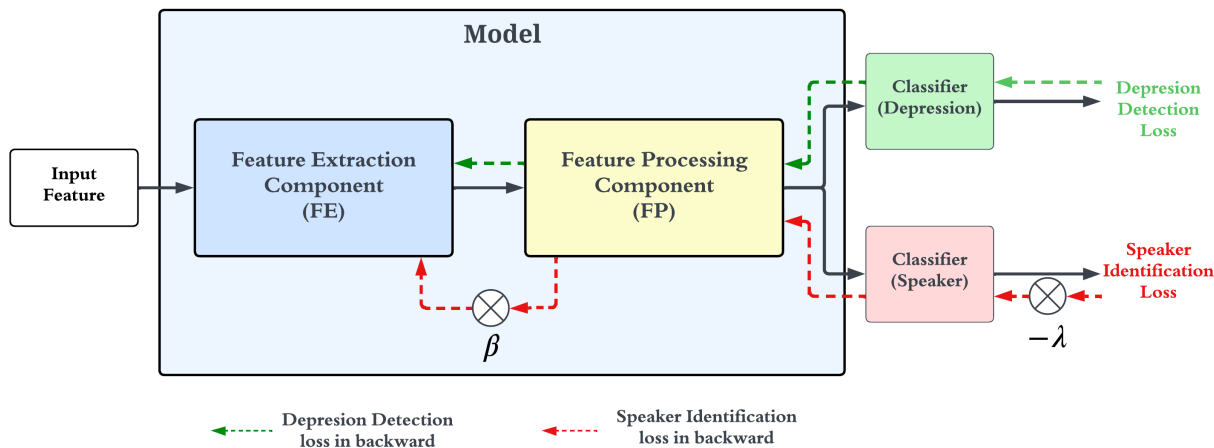 Model
Input
Feature
Feature Extraction
Component
(FE)
Feature Processing
Component
(FP)
Classifier
(Depression)
Depresion
Detection
Loss
Classifier
(Speaker)
Speaker
Identification
Loss
β
−λ
Depresion Detection
loss in backward
Speaker Identification
loss in backward